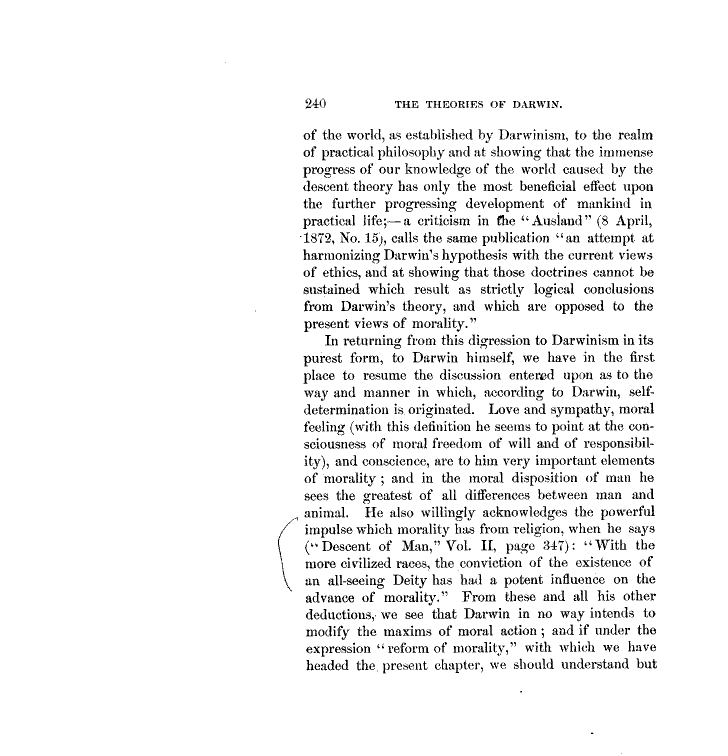 240 THE THEORIES OF DARWIN.
of the world, as established by Darwinism, to the realm
of practical philosophy and at showing that the immense
progress of our knowledge of the world caused by the
descent theory has only the most beneficial effect upon
the further progressing development of mankind in
practical life;—a criticism in the "Ausland" (8 April,
1872, No. 15), calls the same publication "an attempt at
harmonizing Darwin's hypothesis with the current views
of ethics, and at showing that those doctrines cannot be
sustained which result as strictly logical conclusions
from Darwin's theory, and which are opposed to the
present views of morality."
In returning from this digression to Darwinism in its
purest form, to Darwin himself, we have in the first
place to resume the discussion entered upon as to the
way and manner in which, according to Darwin, self-
determination is originated. Love and sympathy, moral
feeling (with this definition he seems to point at the con-
sciousness of moral freedom of will and of responsibil-
ity), and conscience, are to him very important elements
of morality ; and in the moral disposition of man he
sees the greatest of all differences between man and
animal. He also willingly acknowledges the powerful
impulse which morality has from religion, when he says
("Descent of Man," Vol. II, page 347): "With the
more civilized races, the conviction of the existence of
an all-seeing Deity has had a potent influence on the
advance of morality." From these and all his other
deductions, we see that Darwin in no way intends to
modify the maxims of moral action ; and if under the
expression "reform of morality," with which we have
headed the present chapter, we should understand but